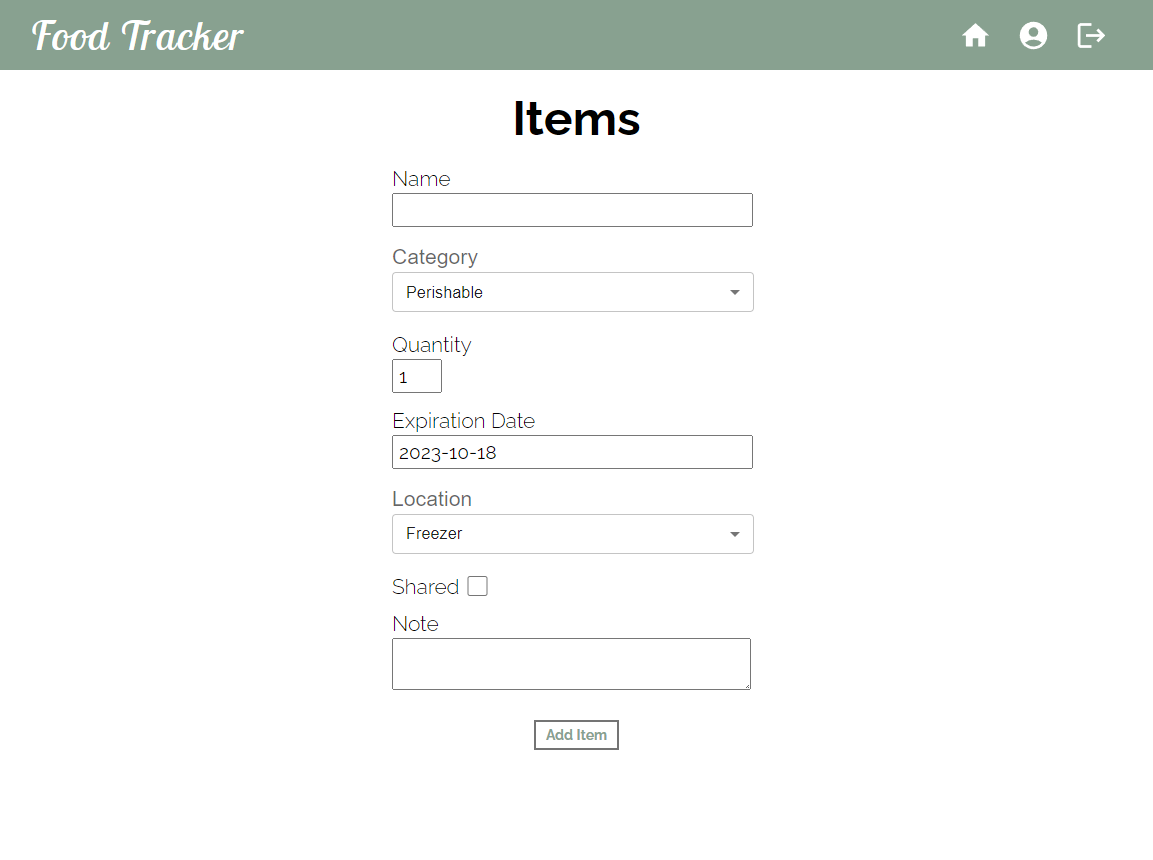 Food Tracker
Items
Name
Category
Perishable
Quantity
1
Expiration Date
2023-10-18
Location
Freezer
Shared
Note
Add Item